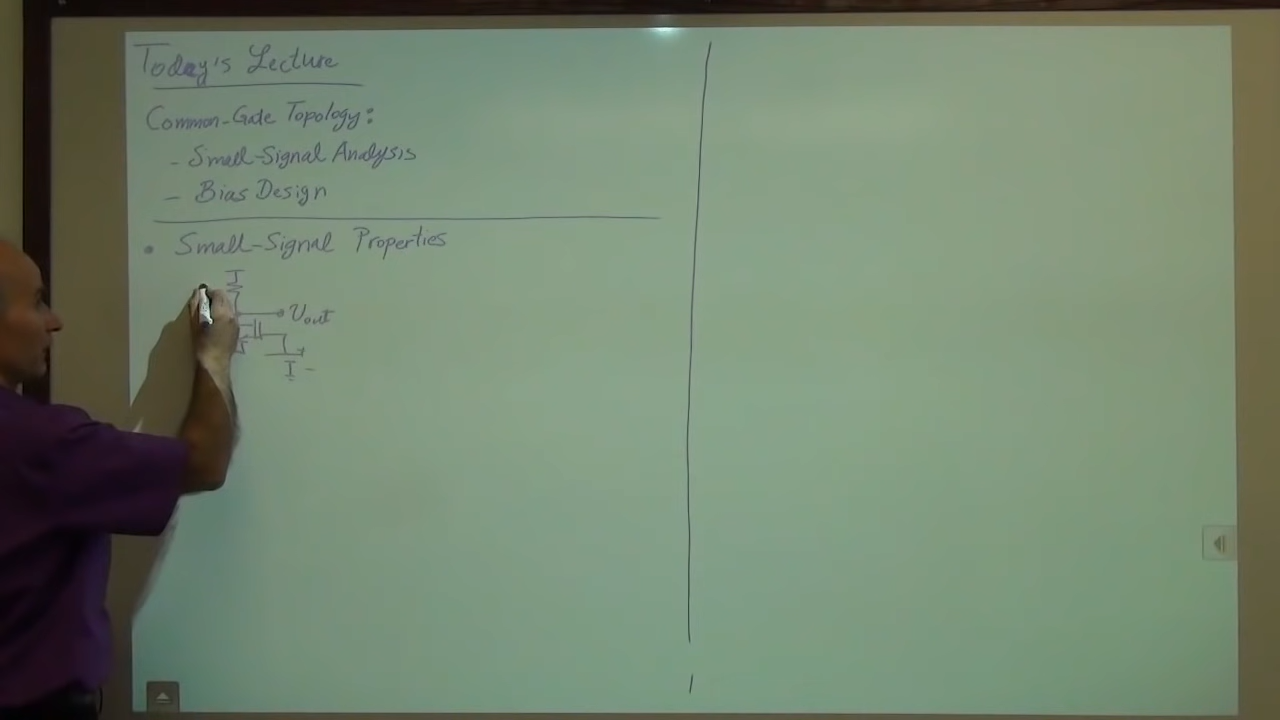 Today's Lecture
Common-Gate Topology:
- Small-Signal Analysis
- Bias Design
• Small-Signal Properties
Vout
+
-